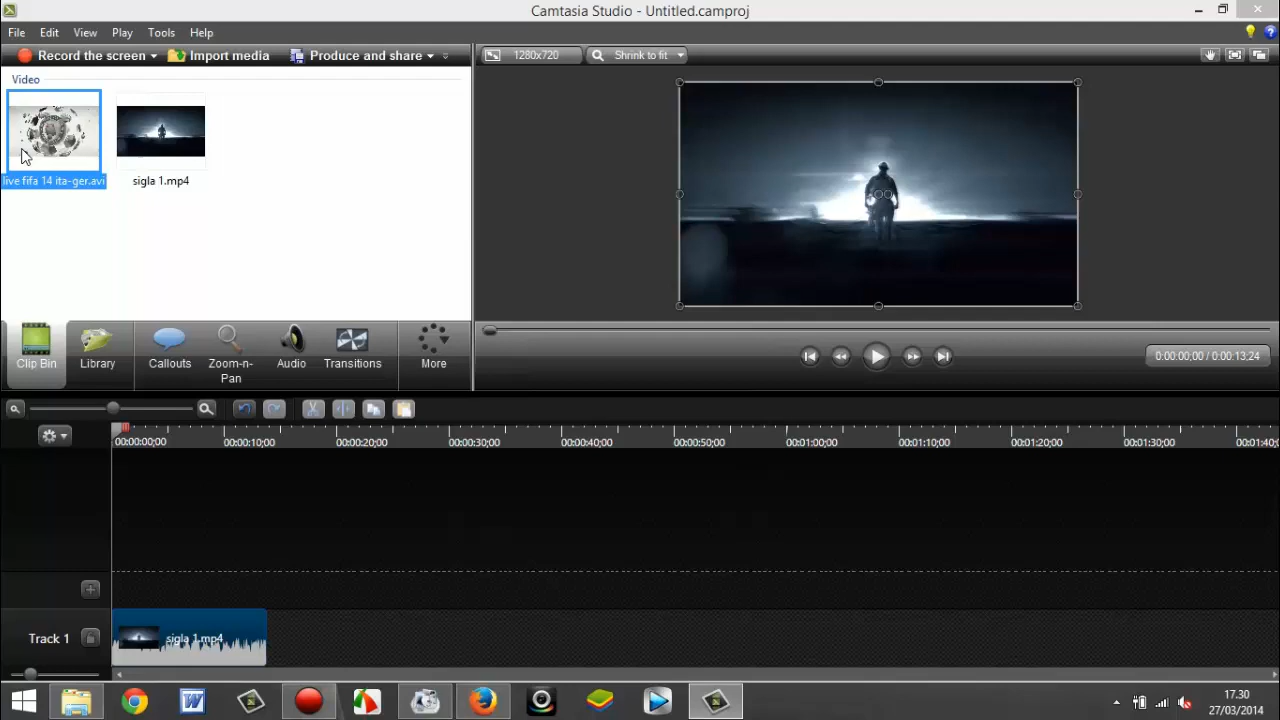 Camtasia Studio - Untitled.camproj
File Edit View Play Tools Help
Record the screen Import media Produce and share
1280x720 Shrink to fit
Video
live fifa 14 ita-ger.avi sigla 1.mp4
Clip Bin Library Callouts Zoom-n-Pan Audio Transitions More
0:00:00;00 / 0:00:13;24
00:00:00;00 00:00:10;00 00:00:20;00 00:00:30;00 00:00:40;00 00:00:50;00 00:01:00;00 00:01:10;00 00:01:20;00 00:01:30;00 00:01:40;0
Track 1 sigla 1.mp4
17.30
27/03/2014